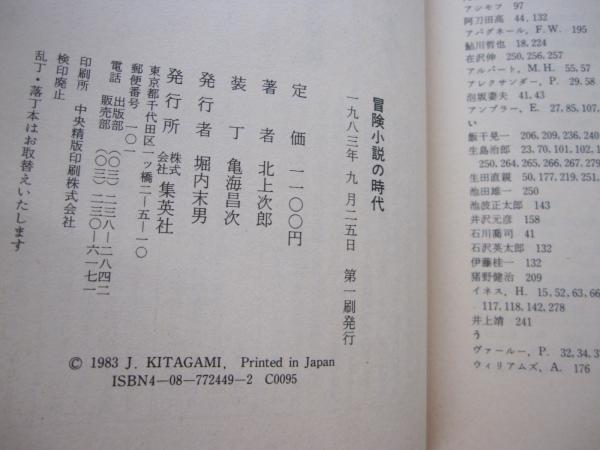 冒険小説の時代
一九八三年 九月二五日 第一刷発行
定価 一一〇〇円
著者 北上次郎
装丁 亀海昌次
発行者 堀内末男
発行所 株式会社 集英社
東京都千代田区一ッ橋二―五―一〇
郵便番号 一〇一
電話 出版部 (〇三)二三八―二八四二
販売部 (〇三)二三〇―六一七一
印刷所 中央精版印刷株式会社
検印廃止
乱丁・落丁本はお取替えいたします
© 1983 J. KITAGAMI, Printed in Japan
ISBN4―08―772449―2 C0095
アシモフ 97
阿刀田高 44, 132
アバグネール, F.W. 195
鮎川哲也 18, 224
在沢伸 250, 256, 257
アルバート, M.H. 55, 57
アレクサンダー, P. 29, 58
泡坂妻夫 41, 43
アンブラー, E. 27, 85, 107,
い
飯干晃一 206, 209, 236, 240
生島治郎 23, 70, 101, 102, 1
250, 264, 265, 266, 267, 279
生田直親 50, 177, 219, 251,
池田雄一 250
池波正太郎 143
井沢元彦 158
石川喬司 41
石沢英太郎 132
伊藤桂一 132
猪野健治 209
イネス, H. 15, 52, 63, 66
117, 118, 142, 278
井上靖 241
う
ヴァールー, P. 32, 34, 37
ウィリアムズ, A. 176